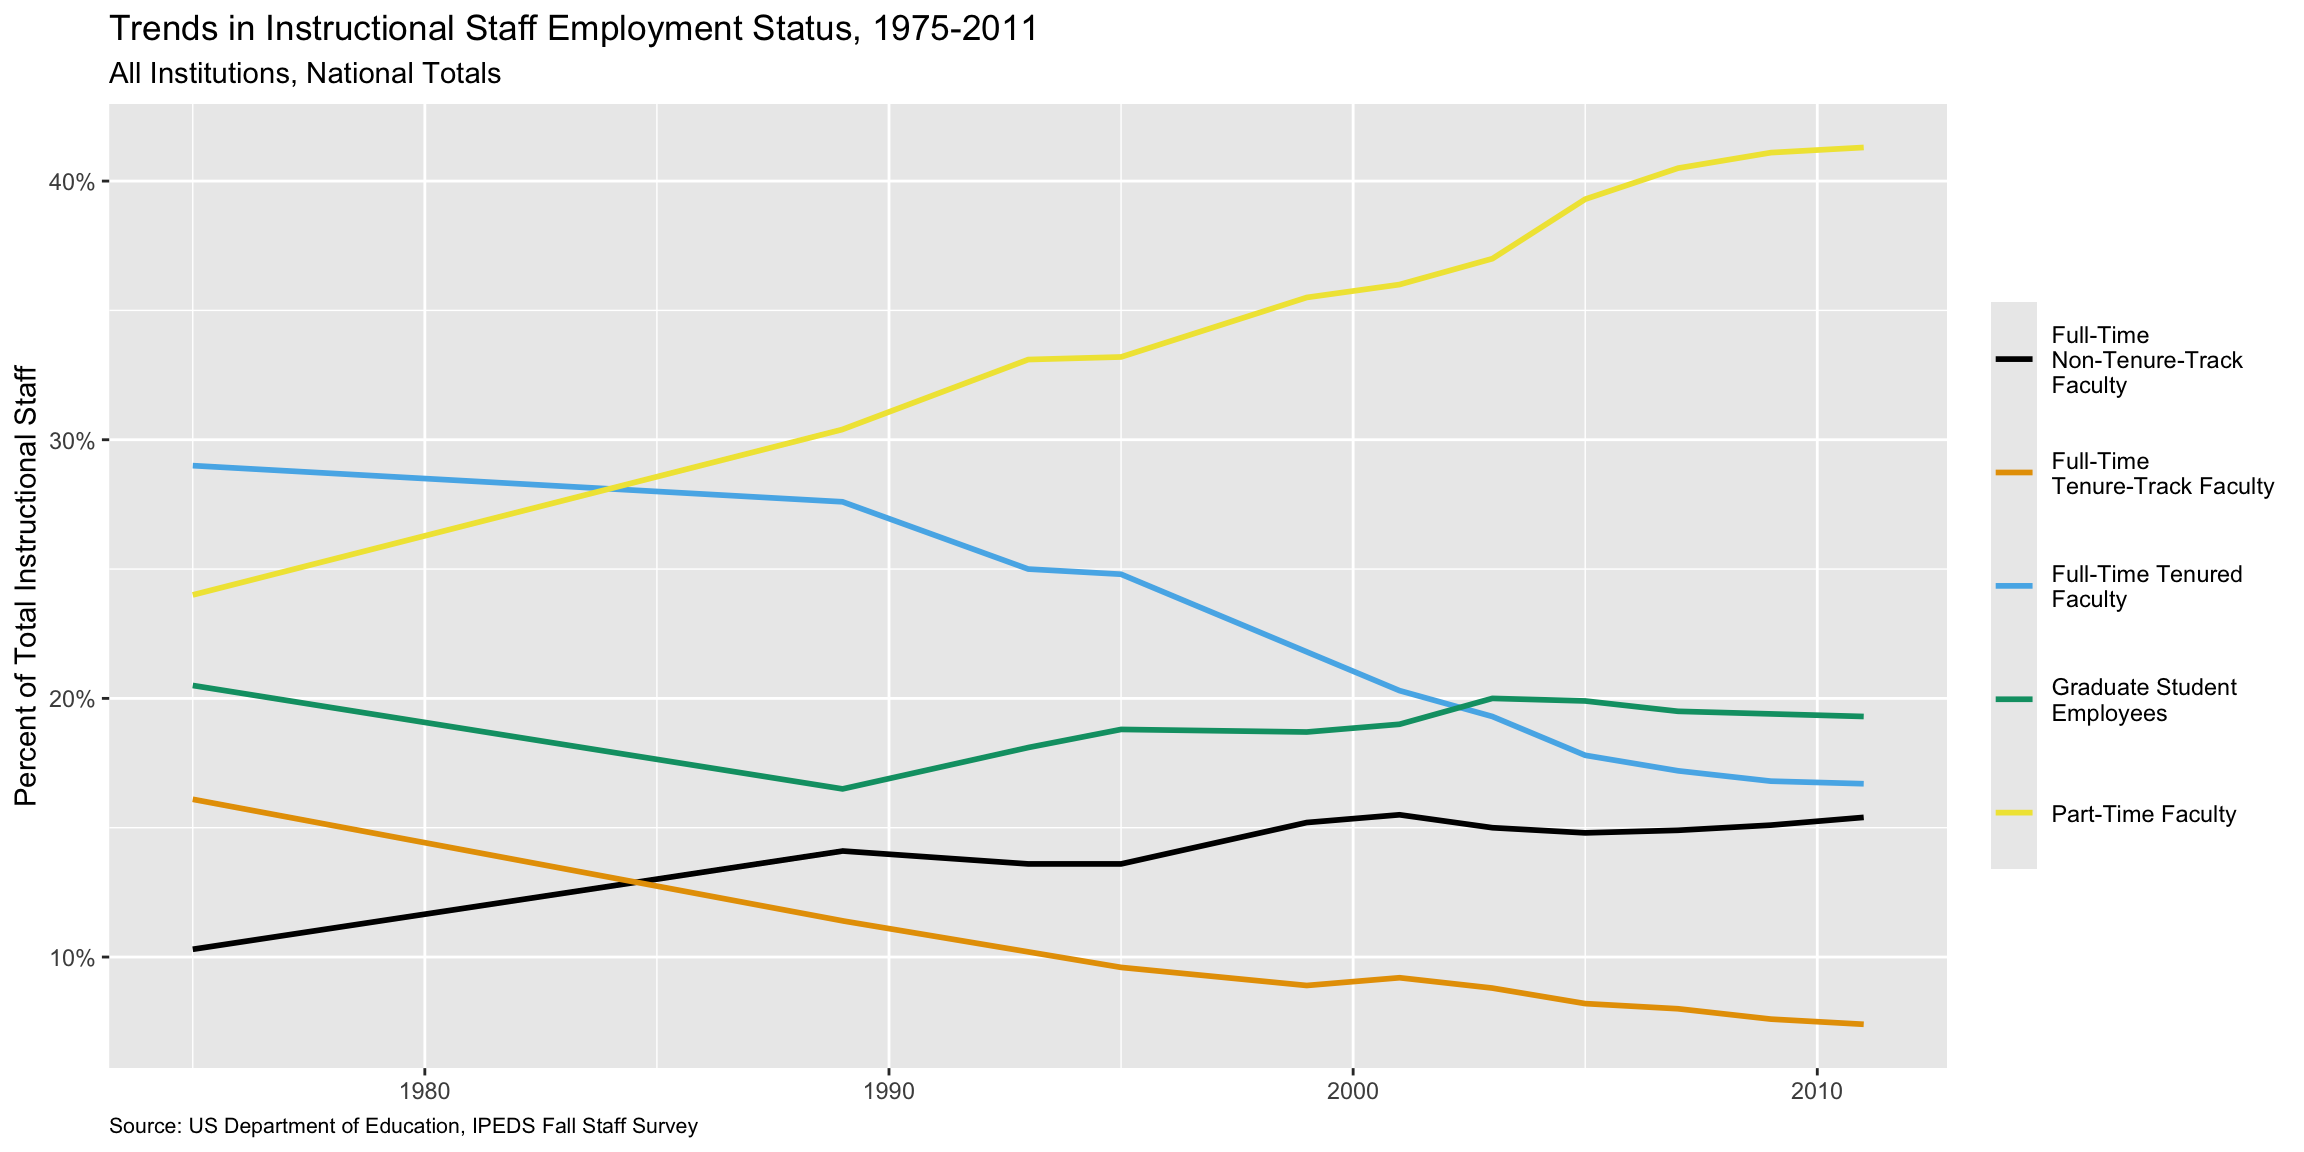 Trends in Instructional Staff Employment Status, 1975-2011
All Institutions, National Totals
Percent of Total Instructional Staff
40%
30%
20%
10%
1980
1990
2000
2010
Full-Time
Non-Tenure-Track
Faculty
Full-Time
Tenure-Track Faculty
Full-Time Tenured
Faculty
Graduate Student
Employees
Part-Time Faculty
Source: US Department of Education, IPEDS Fall Staff Survey